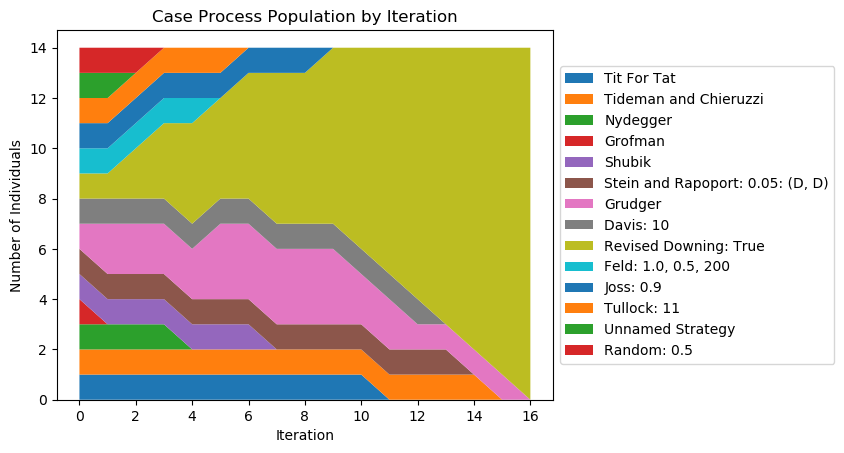 Case Process Population by Iteration
Number of Individuals
14
12
10
8
6
4
2
0
0 2 4 6 8 10 12 14 16
Iteration
Tit For Tat
Tideman and Chieruzzi
Nydegger
Grofman
Shubik
Stein and Rapoport: 0.05: (D, D)
Grudger
Davis: 10
Revised Downing: True
Feld: 1.0, 0.5, 200
Joss: 0.9
Tullock: 11
Unnamed Strategy
Random: 0.5